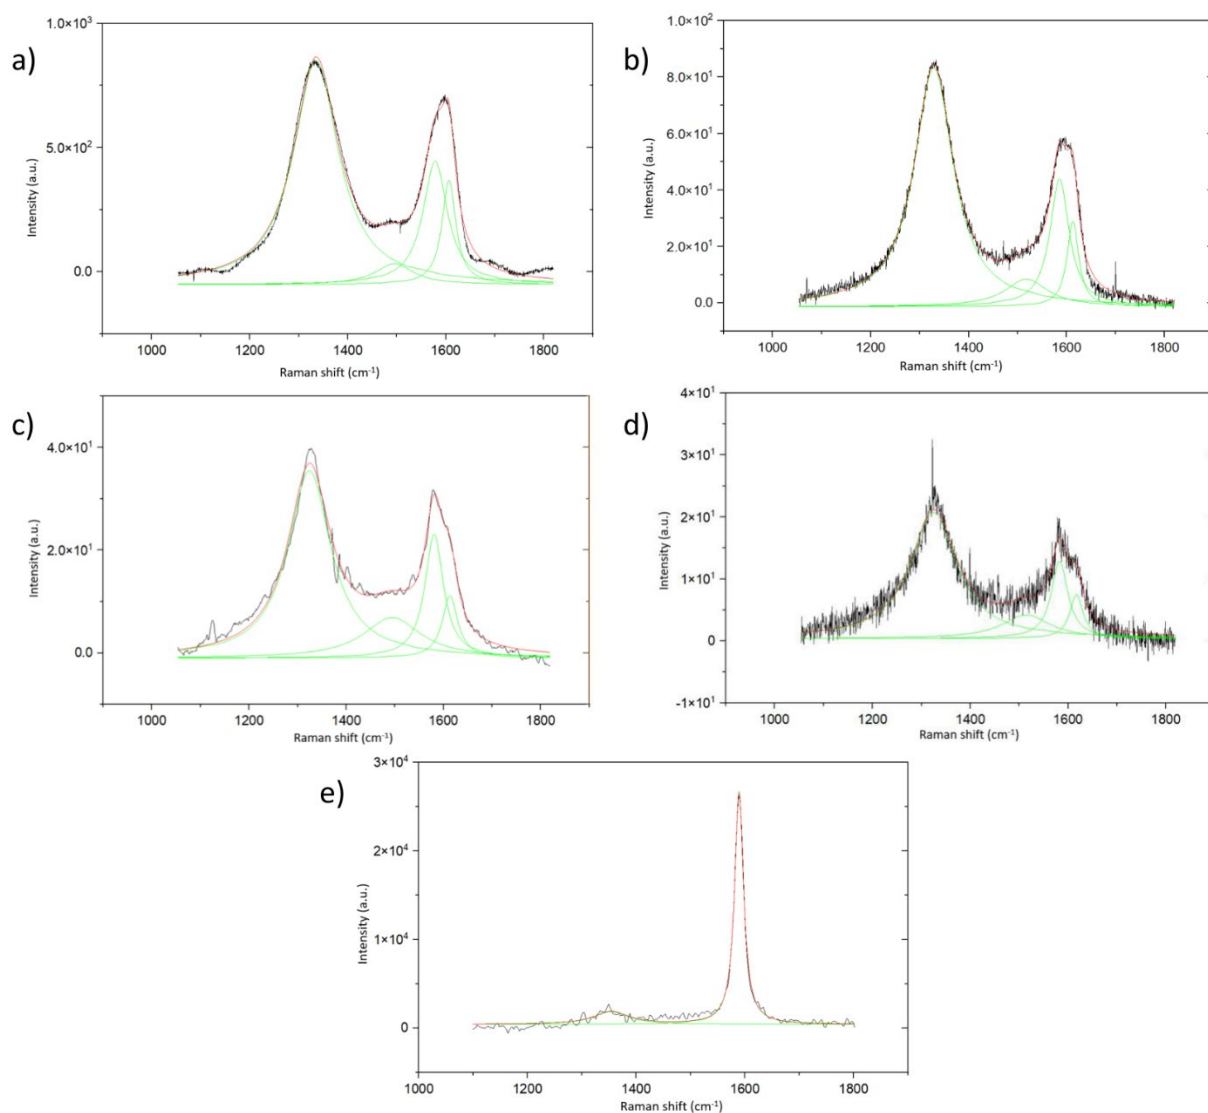 a)
1.0×10³
5.0×10²
0.0
Intensity (a.u.)
1000 1200 1400 1600 1800
Raman shift (cm⁻¹)
b)
1.0×10²
8.0×10¹
6.0×10¹
4.0×10¹
2.0×10¹
0.0
Intensity (a.u.)
1000 1200 1400 1600 1800
Raman shift (cm⁻¹)
c)
4.0×10¹
2.0×10¹
0.0
Intensity (a.u.)
1000 1200 1400 1600 1800
Raman shift (cm⁻¹)
d)
4×10¹
3×10¹
2×10¹
1×10¹
0
-1×10¹
Intensity (a.u.)
1000 1200 1400 1600 1800
Raman shift (cm⁻¹)
e)
3×10⁴
2×10⁴
1×10⁴
0
Intensity (a.u.)
1000 1200 1400 1600 1800
Raman shift (cm⁻¹)